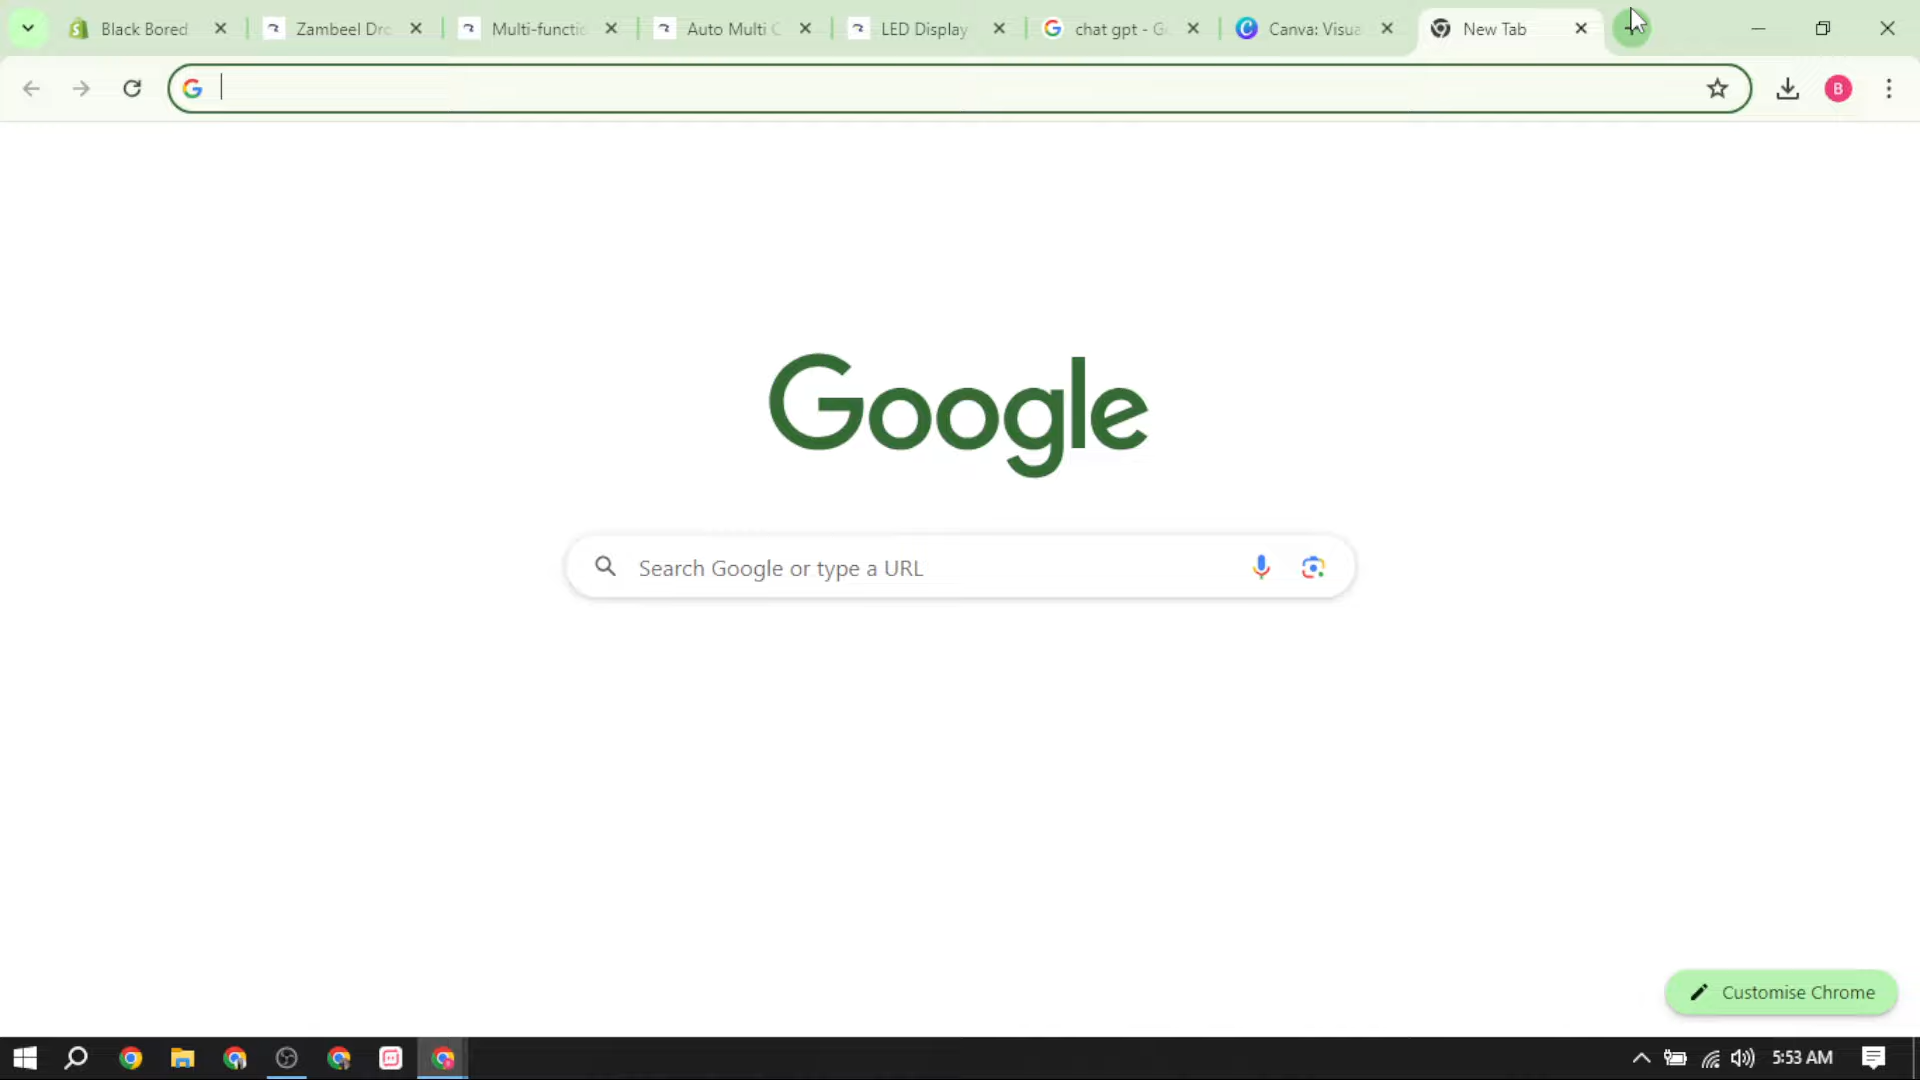 Black Bored
Zambeel Dro
Multi-functio
Auto Multi C
LED Display
chat gpt - Go
Canva: Visua
New Tab
Google
Search Google or type a URL
Customise Chrome
5:53 AM
B